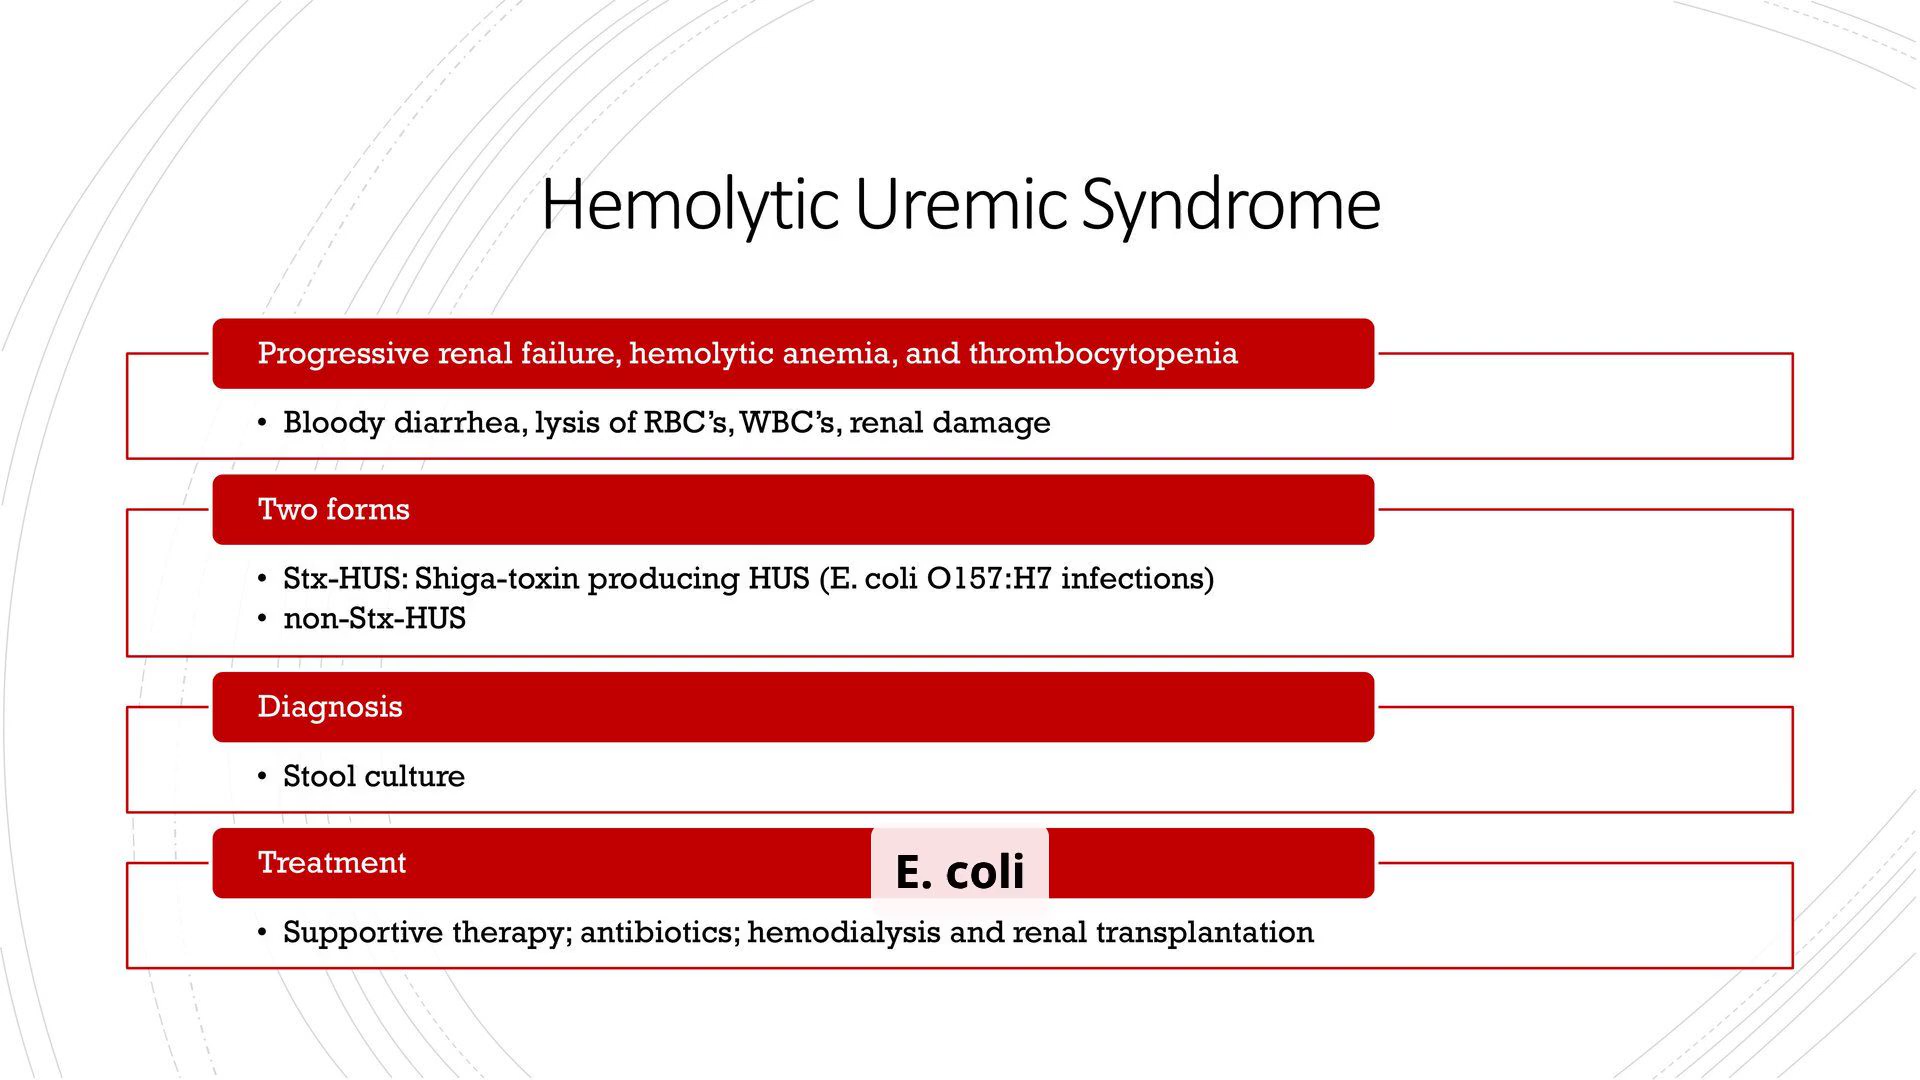 Hemolytic Uremic Syndrome
Progressive renal failure, hemolytic anemia, and thrombocytopenia
• Bloody diarrhea, lysis of RBC’s, WBC’s, renal damage
Two forms
• Stx-HUS: Shiga-toxin producing HUS (E. coli O157:H7 infections)
• non-Stx-HUS
Diagnosis
• Stool culture
Treatment
E. coli
• Supportive therapy; antibiotics; hemodialysis and renal transplantation